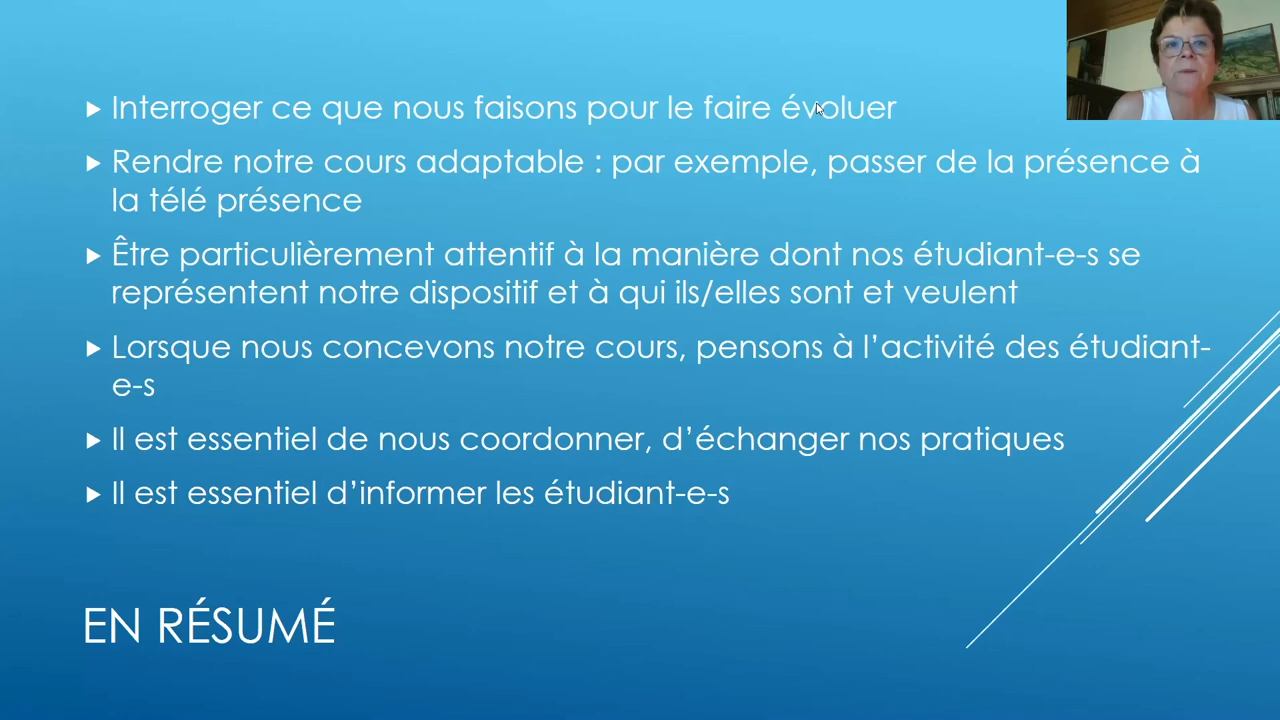 Interroger ce que nous faisons pour le faire évoluer
Rendre notre cours adaptable : par exemple, passer de la présence à
la télé présence
Être particulièrement attentif à la manière dont nos étudiant-e-s se
représentent notre dispositif et à qui ils/elles sont et veulent
Lorsque nous concevons notre cours, pensons à l’activité des étudiant-
e-s
Il est essentiel de nous coordonner, d’échanger nos pratiques
Il est essentiel d’informer les étudiant-e-s
EN RÉSUMÉ